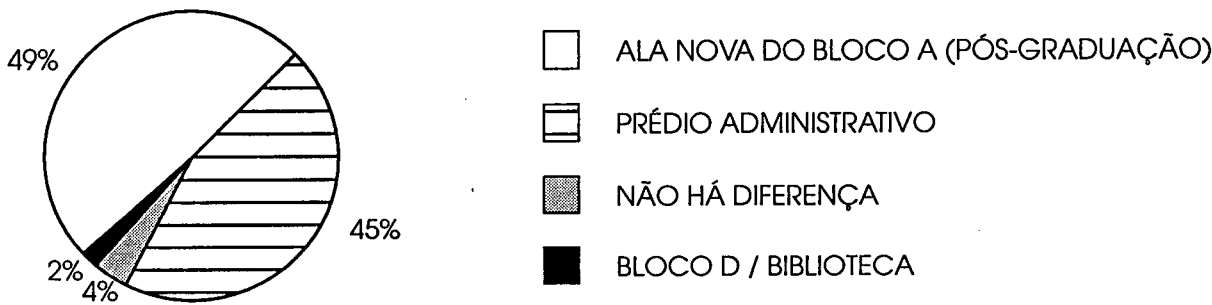 49%
45%
2%
4%
ALA NOVA DO BLOCO A (PÓS-GRADUAÇÃO)
PRÉDIO ADMINISTRATIVO
NÃO HÁ DIFERENÇA
BLOCO D / BIBLIOTECA